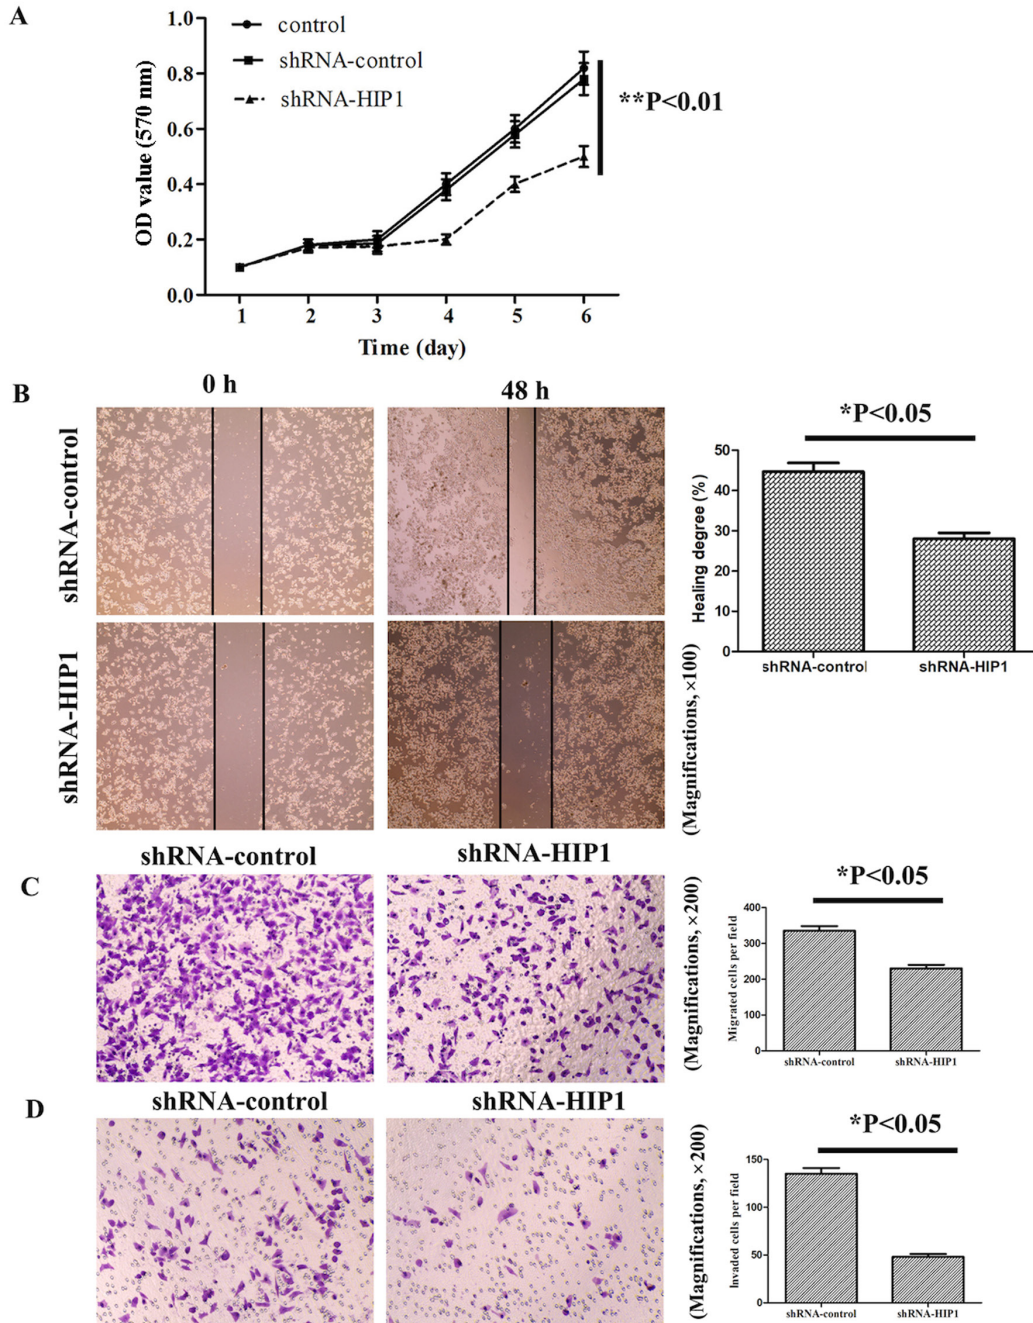 A
1.0
0.8
0.6
0.4
0.2
0.0
OD value (570 nm)
control
shRNA-control
shRNA-HIP1
**P<0.01
1 2 3 4 5 6
Time (day)
B
0 h
48 h
shRNA-control
shRNA-HIP1
*P<0.05
50
40
30
20
10
0
Healing degree (%)
shRNA-control
shRNA-HIP1
(Magnifications, ×100)
C
shRNA-control
shRNA-HIP1
(Magnifications, ×200)
*P<0.05
400
300
200
100
0
Migrated cells per field
shRNA-control
shRNA-HIP1
D
shRNA-control
shRNA-HIP1
(Magnifications, ×200)
*P<0.05
150
100
50
0
Invaded cells per field
shRNA-control
shRNA-HIP1